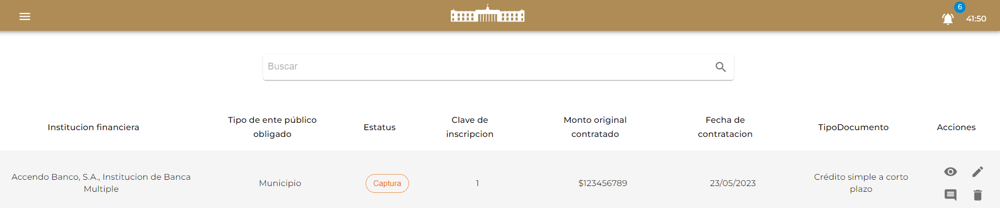 6
41:50
Buscar
Institucion financiera
Tipo de ente público
obligado
Estatus
Clave de
inscripcion
Monto original
contratado
Fecha de
contratacion
TipoDocumento
Acciones
Accendo Banco, S.A., Institucion de Banca
Multiple
Municipio
Captura
1
$123456789
23/05/2023
Crédito simple a corto
plazo